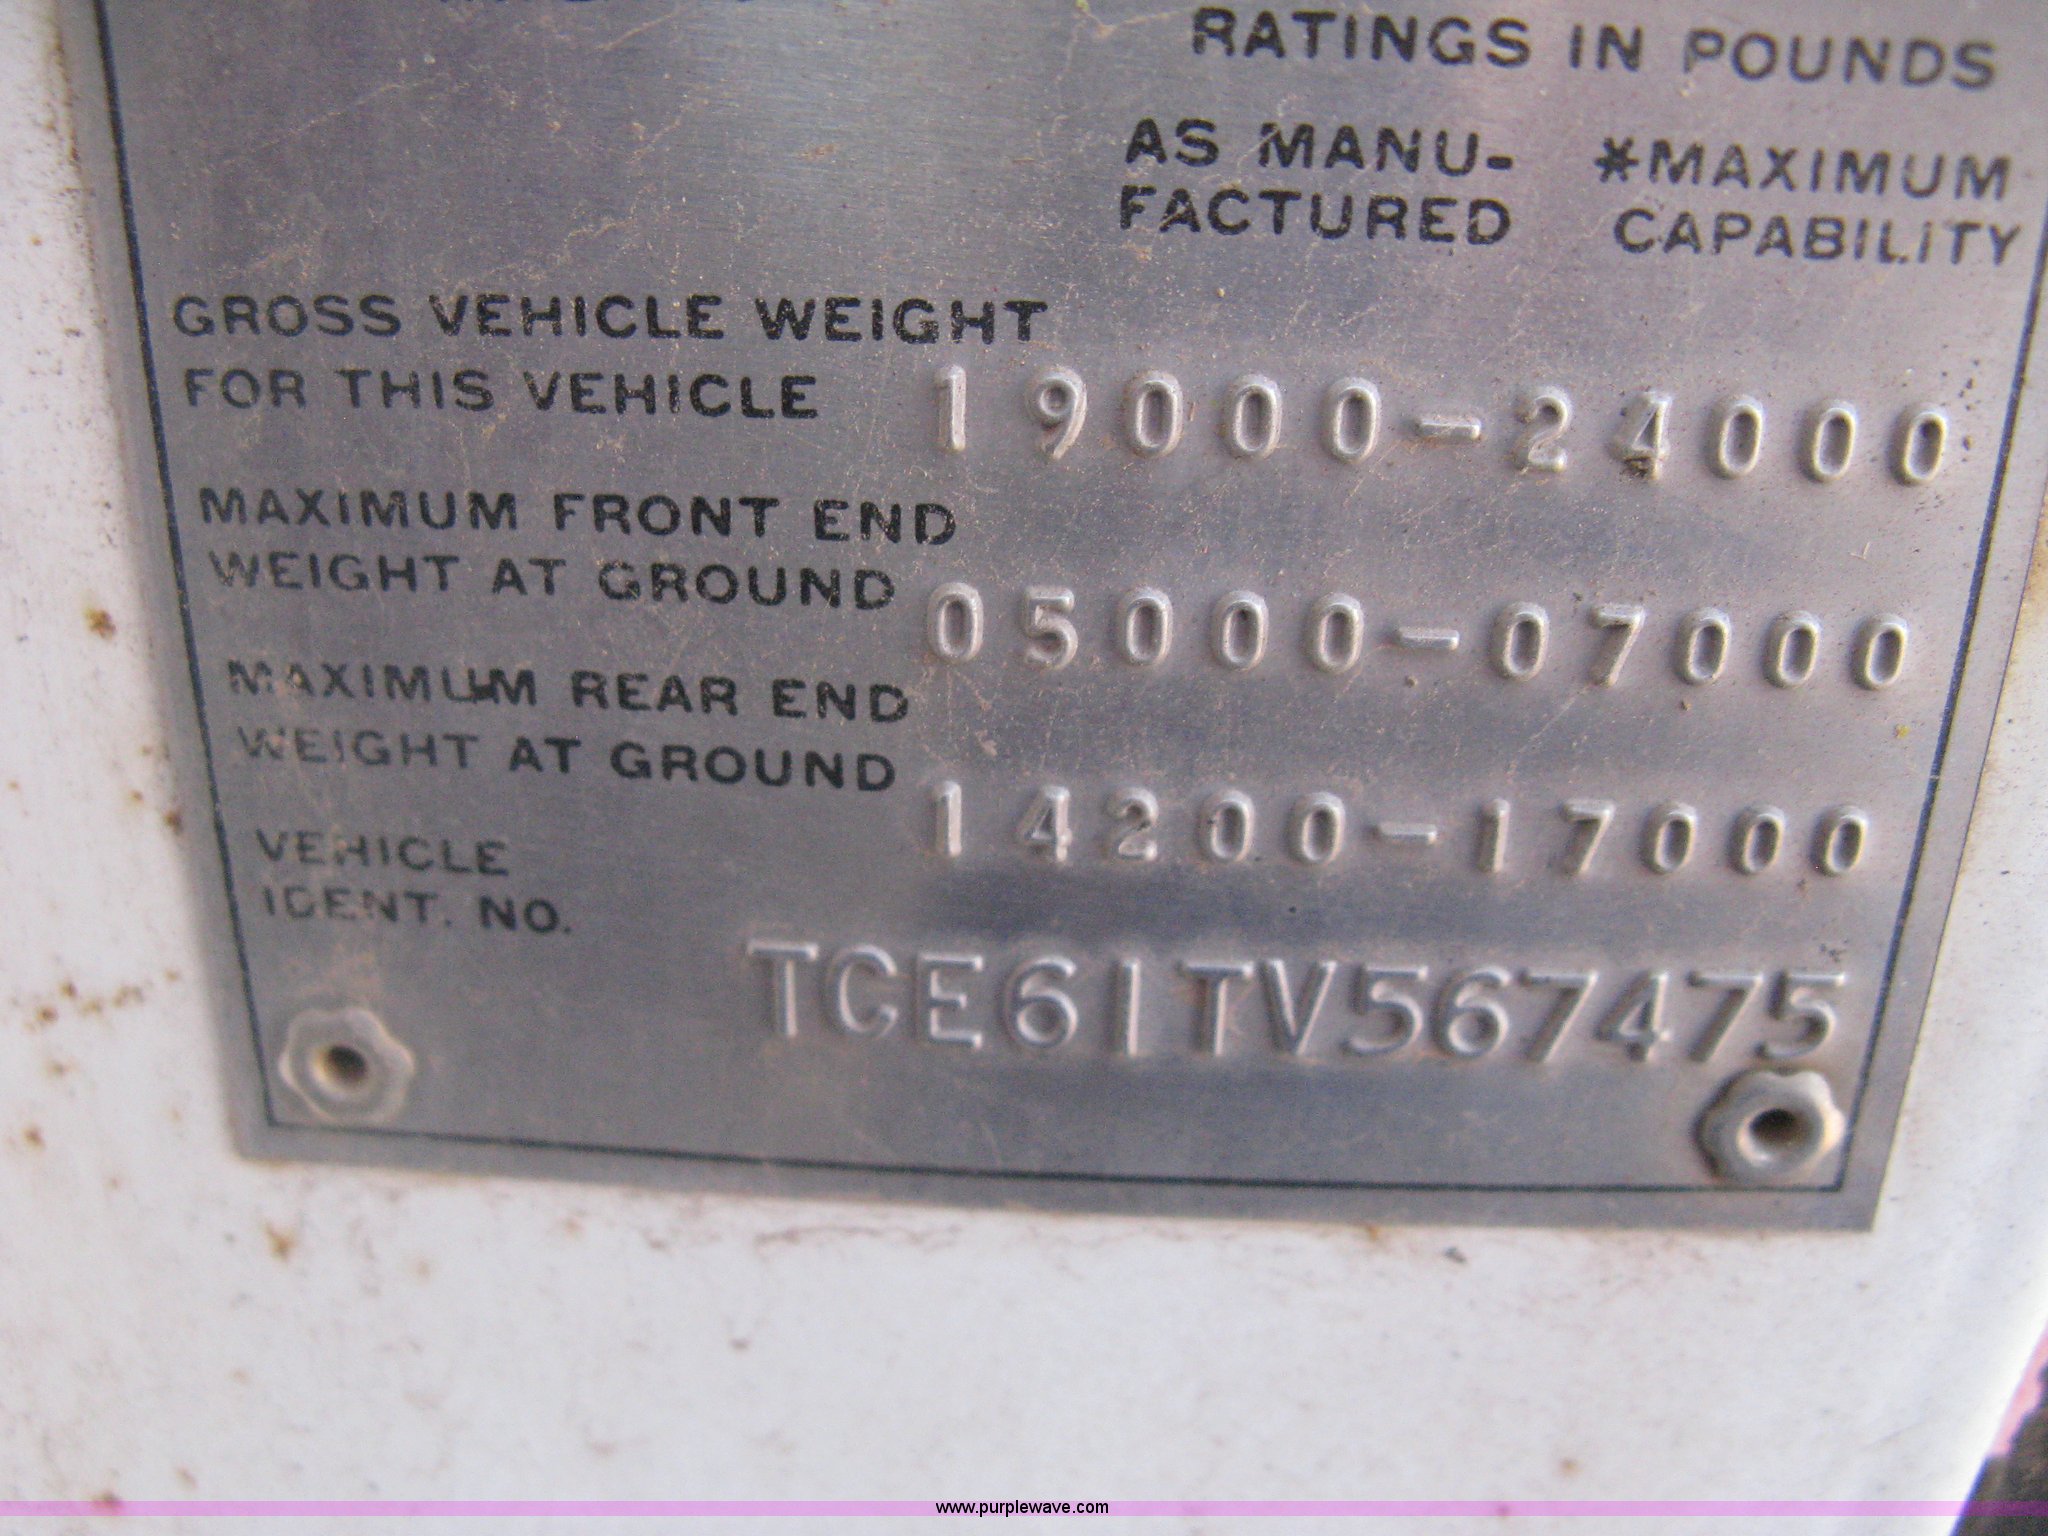 RATINGS IN POUNDS
AS MANU- *MAXIMUM
FACTURED CAPABILITY
GROSS VEHICLE WEIGHT
FOR THIS VEHICLE 19000-24000
MAXIMUM FRONT END
WEIGHT AT GROUND 05000-07000
MAXIMUM REAR END
WEIGHT AT GROUND 14200-17000
VEHICLE
IDENT. NO.
TCE61TV567475
www.purplewave.com